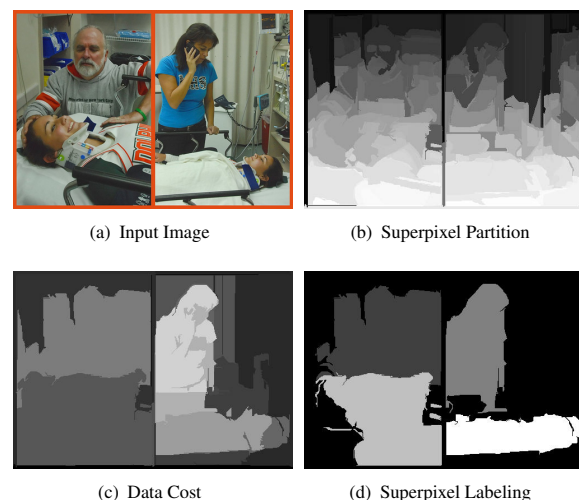 (a) Input Image
(b) Superpixel Partition
(c) Data Cost
(d) Superpixel Labeling